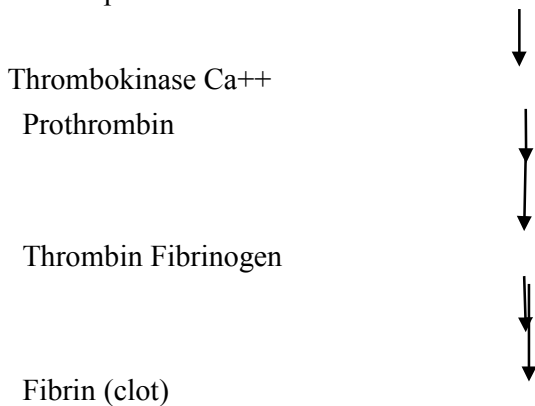 Thrombokinase Ca++
Prothrombin
Thrombin Fibrinogen
Fibrin (clot)